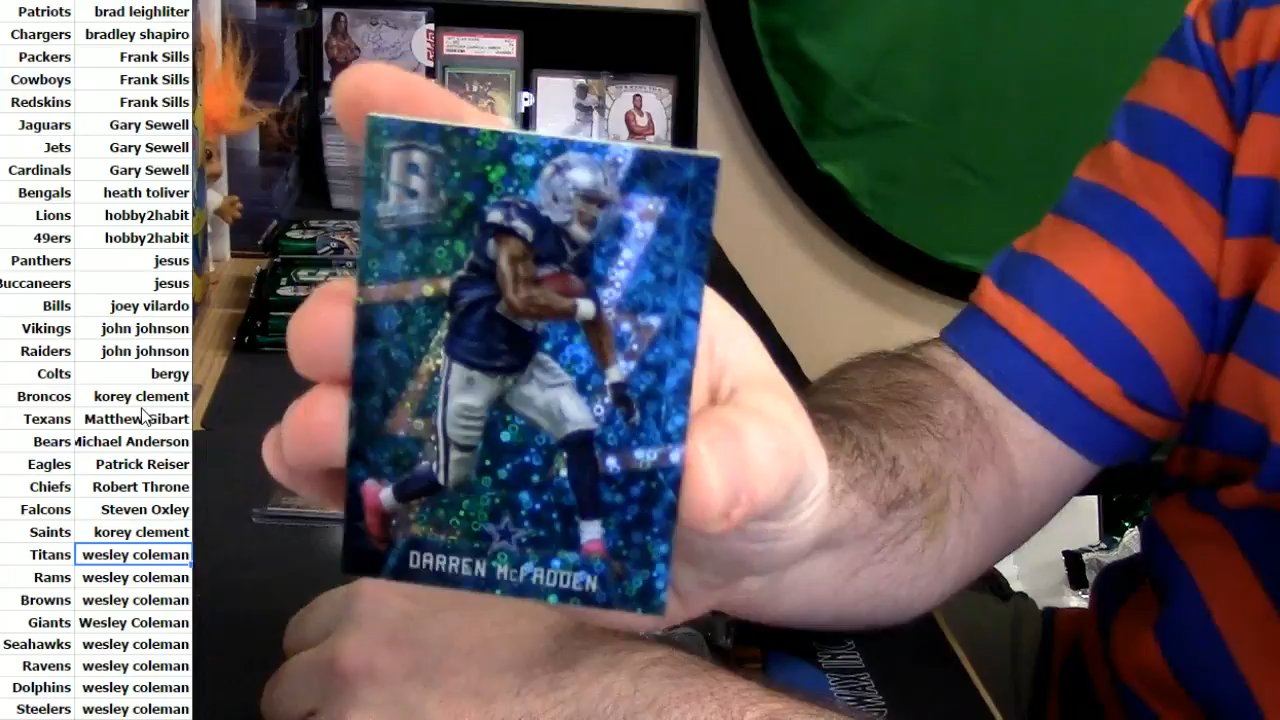 Patriots brad leighliter
Chargers bradley shapiro
Packers Frank Sills
Cowboys Frank Sills
Redskins Frank Sills
Jaguars Gary Sewell
Jets Gary Sewell
Cardinals Gary Sewell
Bengals heath toliver
Lions hobby2habit
49ers hobby2habit
Panthers jesus
Buccaneers jesus
Bills joey vilardo
Vikings john johnson
Raiders john johnson
Colts bergy
Broncos korey clement
Texans Matthew Gibart
Bears Michael Anderson
Eagles Patrick Reiser
Chiefs Robert Throne
Falcons Steven Oxley
Saints korey clement
Titans wesley coleman
Rams wesley coleman
Browns wesley coleman
Giants Wesley Coleman
Seahawks wesley coleman
Ravens wesley coleman
Dolphins wesley coleman
Steelers wesley coleman
S
DARREN McFADDEN